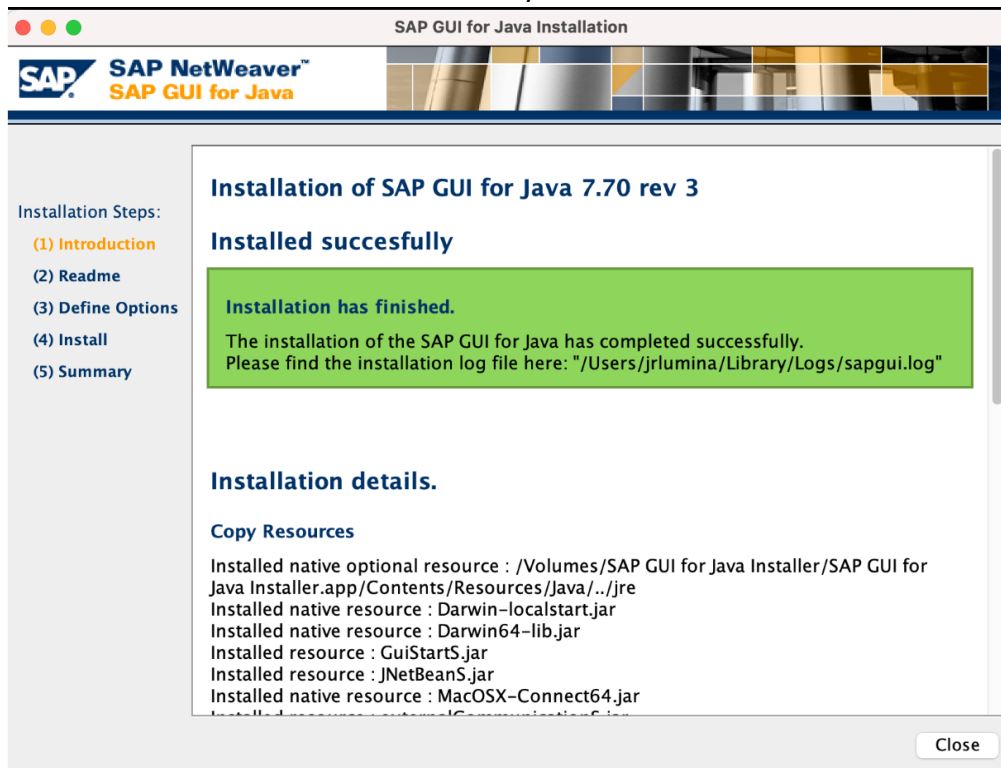 SAP GUI for Java Installation
SAP
SAP NetWeaver™
SAP GUI for Java
Installation Steps:
(1) Introduction
(2) Readme
(3) Define Options
(4) Install
(5) Summary
Installation of SAP GUI for Java 7.70 rev 3
Installed succesfully
Installation has finished.
The installation of the SAP GUI for Java has completed successfully.
Please find the installation log file here: "/Users/jrlumina/Library/Logs/sapgui.log"
Installation details.
Copy Resources
Installed native optional resource : /Volumes/SAP GUI for Java Installer/SAP GUI for
Java Installer.app/Contents/Resources/Java/../jre
Installed native resource : Darwin-localstart.jar
Installed native resource : Darwin64-lib.jar
Installed resource : GuiStartS.jar
Installed resource : JNetBeanS.jar
Installed native resource : MacOSX-Connect64.jar
Close